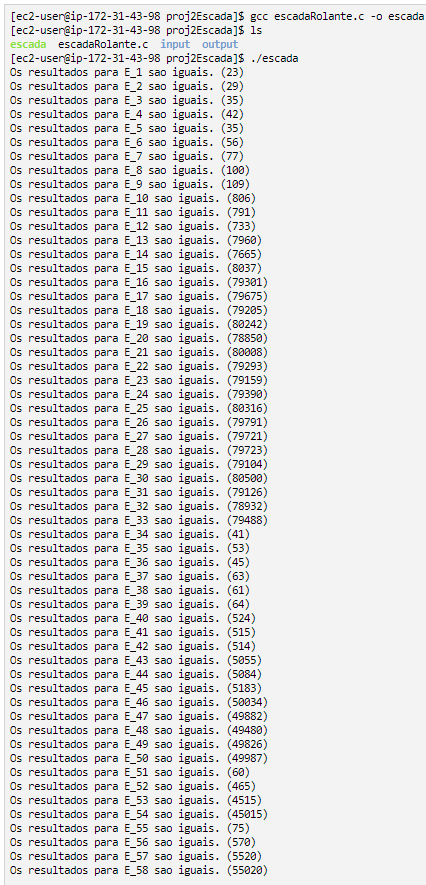 [ec2-user@ip-172-31-43-98 proj2Escada]$ gcc escadaRolante.c -o escada
[ec2-user@ip-172-31-43-98 proj2Escada]$ ls
escada escadaRolante.c input output
[ec2-user@ip-172-31-43-98 proj2Escada]$ ./escada
Os resultados para E_1 sao iguais. (23)
Os resultados para E_2 sao iguais. (29)
Os resultados para E_3 sao iguais. (35)
Os resultados para E_4 sao iguais. (42)
Os resultados para E_5 sao iguais. (35)
Os resultados para E_6 sao iguais. (56)
Os resultados para E_7 sao iguais. (77)
Os resultados para E_8 sao iguais. (100)
Os resultados para E_9 sao iguais. (109)
Os resultados para E_10 sao iguais. (806)
Os resultados para E_11 sao iguais. (791)
Os resultados para E_12 sao iguais. (733)
Os resultados para E_13 sao iguais. (7960)
Os resultados para E_14 sao iguais. (7665)
Os resultados para E_15 sao iguais. (8037)
Os resultados para E_16 sao iguais. (79301)
Os resultados para E_17 sao iguais. (79675)
Os resultados para E_18 sao iguais. (79205)
Os resultados para E_19 sao iguais. (80242)
Os resultados para E_20 sao iguais. (78850)
Os resultados para E_21 sao iguais. (80008)
Os resultados para E_22 sao iguais. (79293)
Os resultados para E_23 sao iguais. (79159)
Os resultados para E_24 sao iguais. (79390)
Os resultados para E_25 sao iguais. (80316)
Os resultados para E_26 sao iguais. (79791)
Os resultados para E_27 sao iguais. (79721)
Os resultados para E_28 sao iguais. (79723)
Os resultados para E_29 sao iguais. (79104)
Os resultados para E_30 sao iguais. (80500)
Os resultados para E_31 sao iguais. (79126)
Os resultados para E_32 sao iguais. (78932)
Os resultados para E_33 sao iguais. (79488)
Os resultados para E_34 sao iguais. (41)
Os resultados para E_35 sao iguais. (53)
Os resultados para E_36 sao iguais. (45)
Os resultados para E_37 sao iguais. (63)
Os resultados para E_38 sao iguais. (61)
Os resultados para E_39 sao iguais. (64)
Os resultados para E_40 sao iguais. (524)
Os resultados para E_41 sao iguais. (515)
Os resultados para E_42 sao iguais. (514)
Os resultados para E_43 sao iguais. (5055)
Os resultados para E_44 sao iguais. (5084)
Os resultados para E_45 sao iguais. (5183)
Os resultados para E_46 sao iguais. (50034)
Os resultados para E_47 sao iguais. (49882)
Os resultados para E_48 sao iguais. (49480)
Os resultados para E_49 sao iguais. (49826)
Os resultados para E_50 sao iguais. (49987)
Os resultados para E_51 sao iguais. (60)
Os resultados para E_52 sao iguais. (465)
Os resultados para E_53 sao iguais. (4515)
Os resultados para E_54 sao iguais. (45015)
Os resultados para E_55 sao iguais. (75)
Os resultados para E_56 sao iguais. (570)
Os resultados para E_57 sao iguais. (5520)
Os resultados para E_58 sao iguais. (55020)